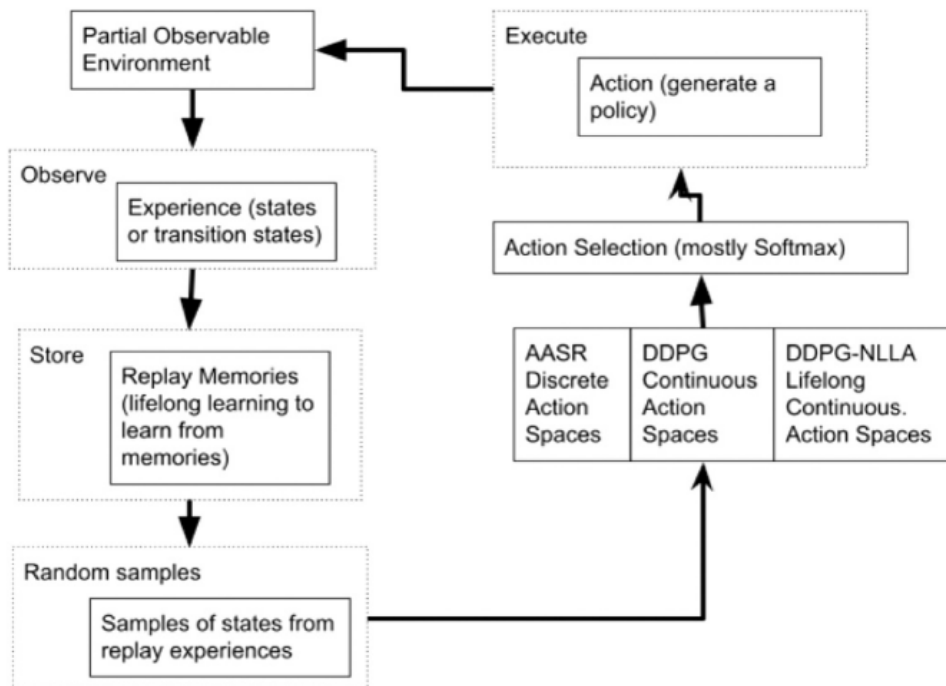 Partial Observable
Environment
Observe
Experience (states
or transition states)
Store
Replay Memories
(lifelong learning to
learn from
memories)
Random samples
Samples of states from
replay experiences
AASR
Discrete
Action
Spaces
DDPG
Continuous
Action
Spaces
DDPG-NLLA
Lifelong
Continuous.
Action Spaces
Action Selection (mostly Softmax)
Execute
Action (generate a
policy)